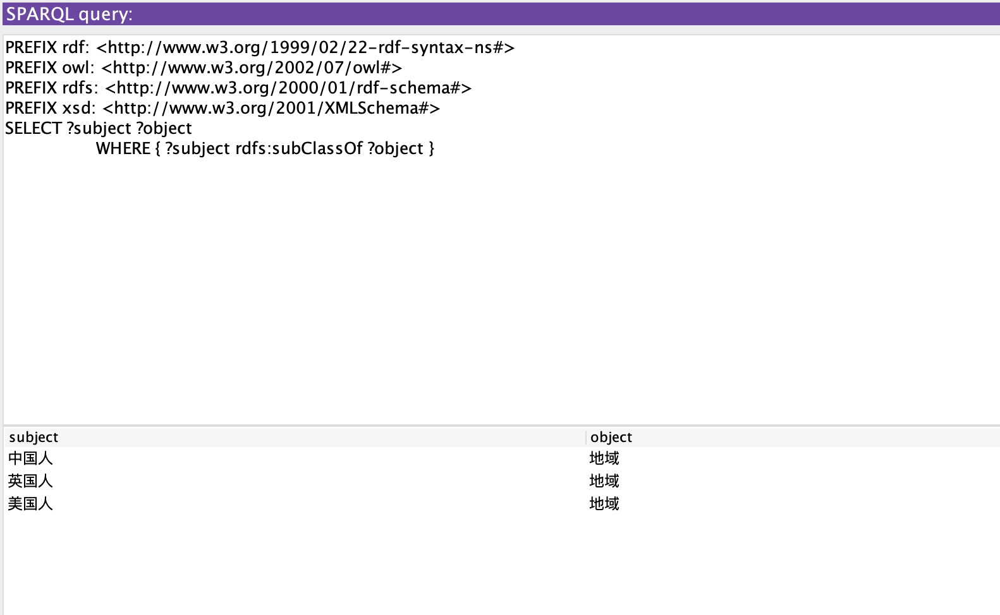 SPARQL query:
PREFIX rdf: <http://www.w3.org/1999/02/22-rdf-syntax-ns#>
PREFIX owl: <http://www.w3.org/2002/07/owl#>
PREFIX rdfs: <http://www.w3.org/2000/01/rdf-schema#>
PREFIX xsd: <http://www.w3.org/2001/XMLSchema#>
SELECT ?subject ?object
WHERE { ?subject rdfs:subClassOf ?object }
subject object
中国人 地域
英国人 地域
美国人 地域